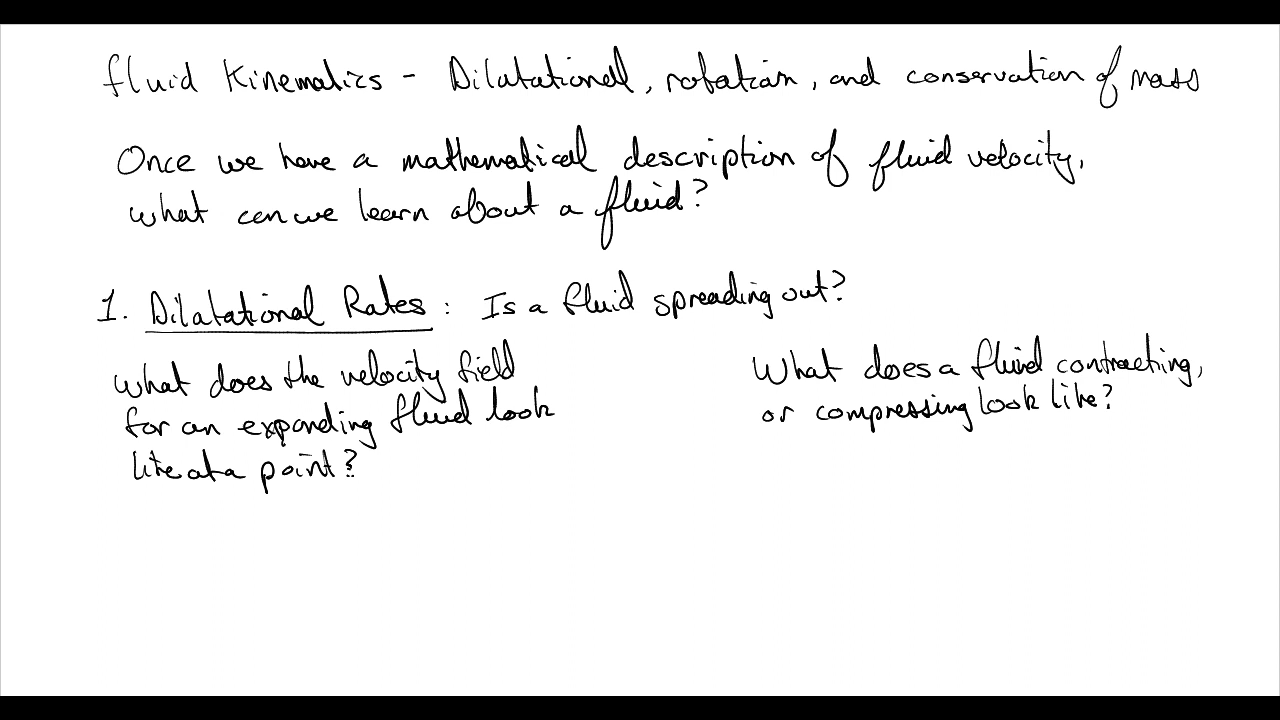 fluid Kinematics - Dilatational, rotation, and conservation of mass
Once we have a mathematical description of fluid velocity,
what can we learn about a fluid?
1. Dilatational Rates: Is a fluid spreading out?
What does the velocity field
for an expanding fluid look
like at a point?
What does a fluid contracting,
or compressing look like?